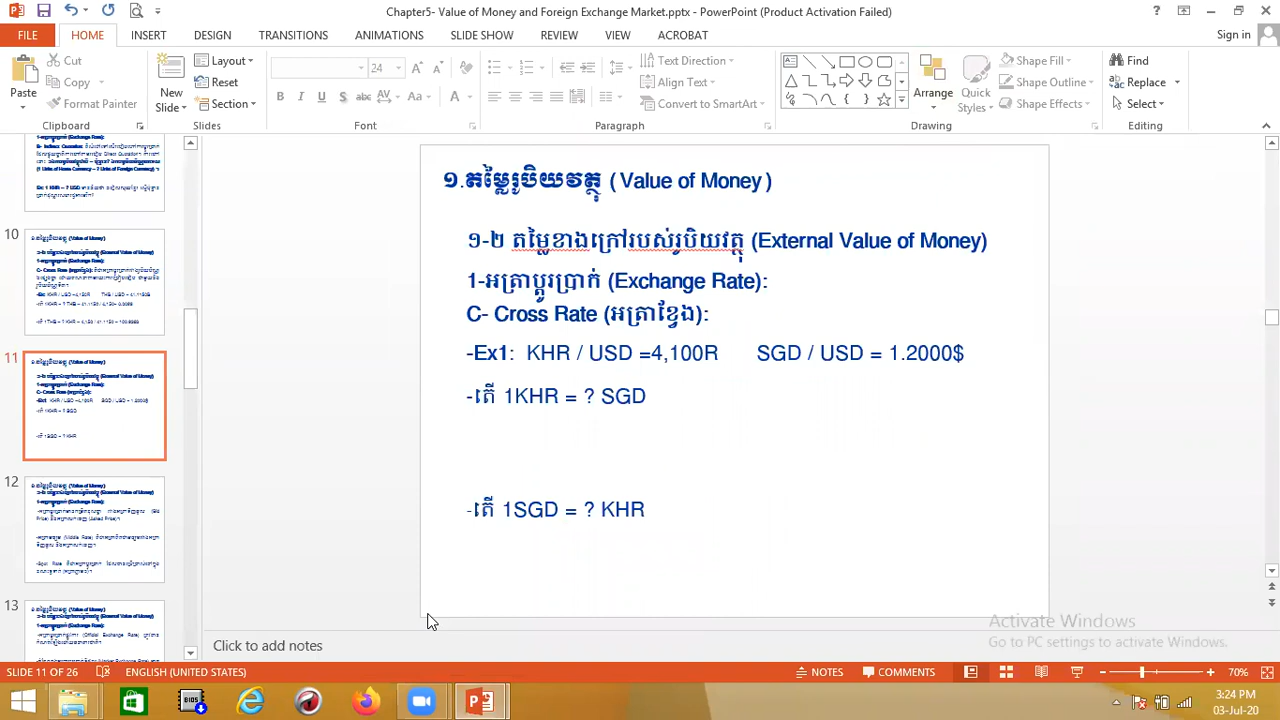 Chapter5- Value of Money and Foreign Exchange Market.pptx - PowerPoint (Product Activation Failed)
FILE HOME INSERT DESIGN TRANSITIONS ANIMATIONS SLIDE SHOW REVIEW VIEW ACROBAT Sign in
Paste
Cut
Copy
Format Painter
Clipboard
New Slide
Layout
Reset
Section
Slides
24
B I U S abc AV Aa A
Font
Text Direction
Align Text
Convert to SmartArt
Paragraph
Arrange
Quick Styles
Shape Fill
Shape Outline
Shape Effects
Drawing
Find
Replace
Select
Editing
10
11
12
13
១.តម្លៃរូបិយវត្ថុ ( Value of Money )
១-២ តម្លៃខាងក្រៅរបស់រូបិយវត្ថុ (External Value of Money)
1-អត្រាប្តូរប្រាក់ (Exchange Rate):
C- Cross Rate (អត្រាខ្វែង):
-Ex1: KHR / USD =4,100R SGD / USD = 1.2000$
-តើ 1KHR = ? SGD
-តើ 1SGD = ? KHR
Activate Windows
Go to PC settings to activate Windows.
Click to add notes
SLIDE 11 OF 26 ENGLISH (UNITED STATES) NOTES COMMENTS 70%
BIOS
3:24 PM
03-Jul-20